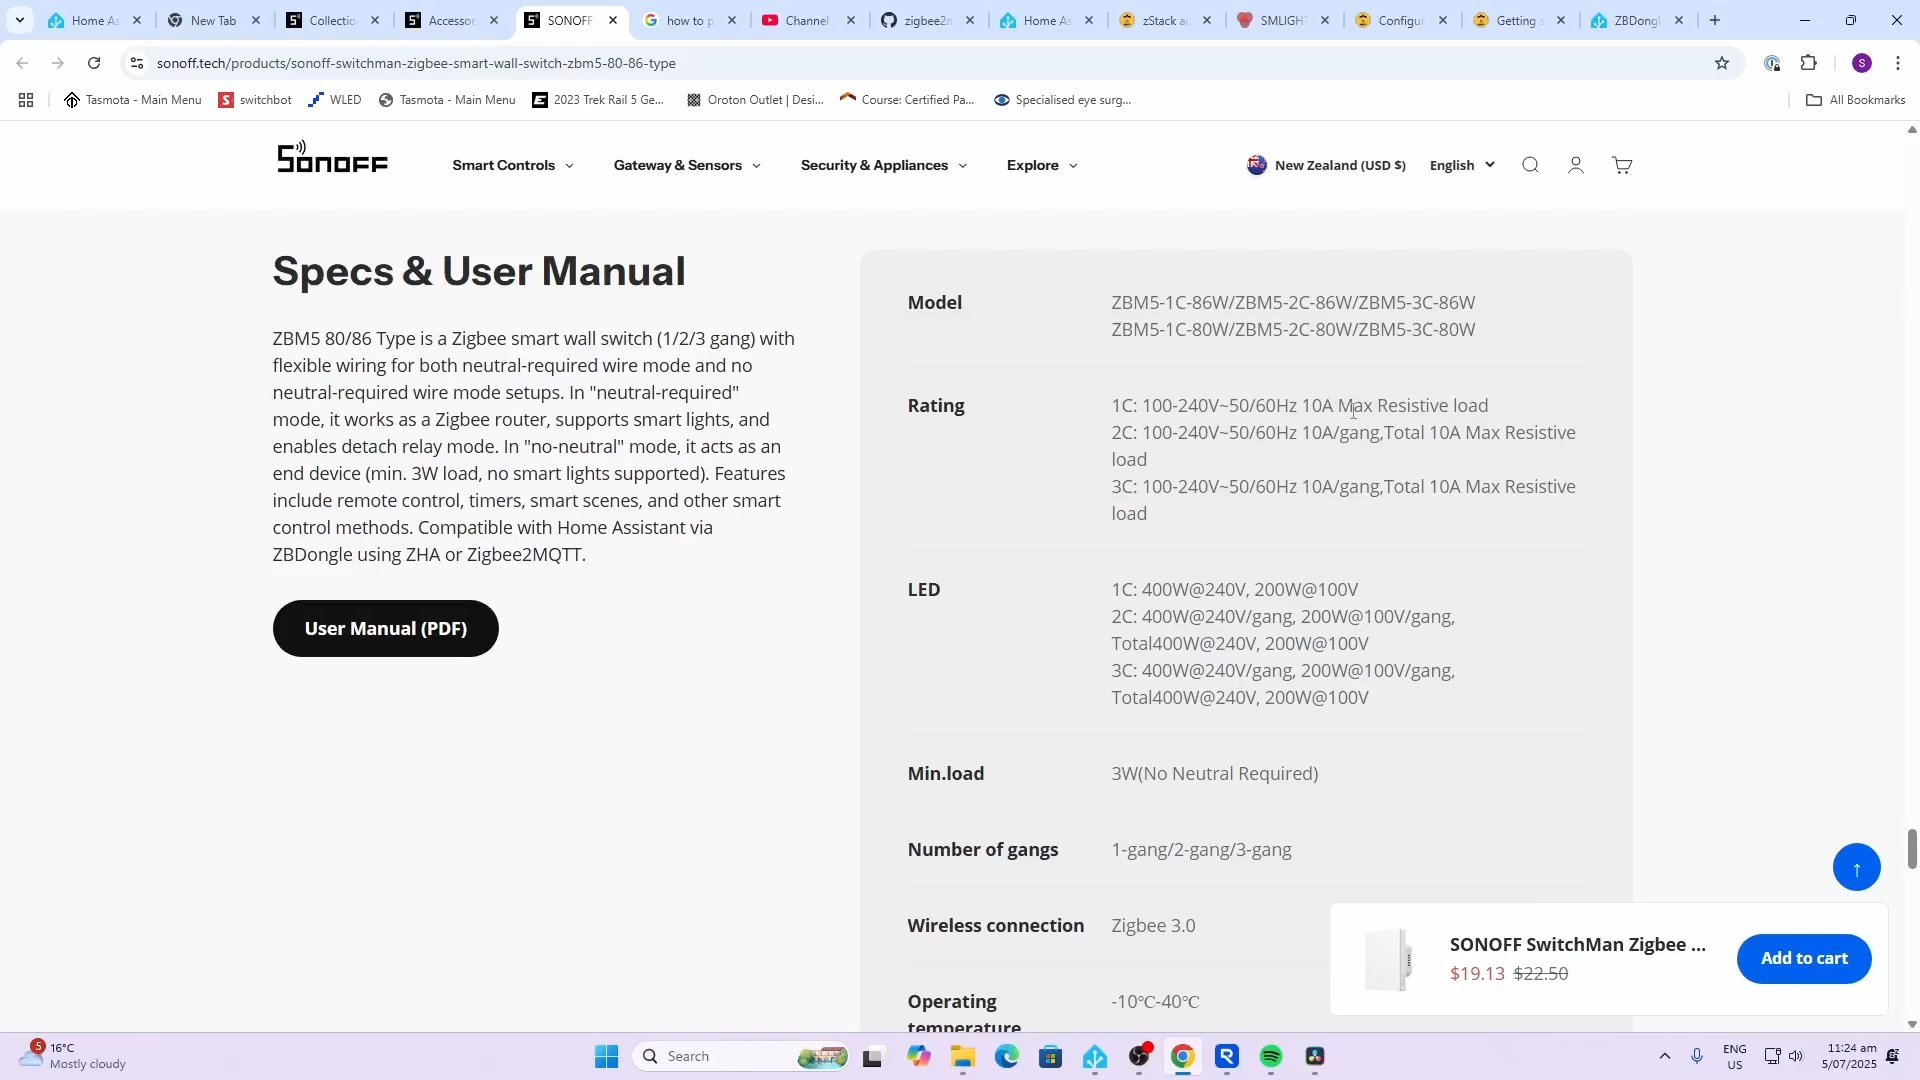 Home As
New Tab
Collectio
Accessor
SONOFF
how to p
Channel
zigbee2m
Home As
zStack ad
SMLIGHT
Configur
Getting s
ZBDongl
sonoff.tech/products/sonoff-switchman-zigbee-smart-wall-switch-zbm5-80-86-type
S
Tasmota - Main Menu
switchbot
WLED
Tasmota - Main Menu
2023 Trek Rail 5 Ge...
Oroton Outlet | Desi...
Course: Certified Pa...
Specialised eye surg...
All Bookmarks
SONOFF
Smart Controls
Gateway & Sensors
Security & Appliances
Explore
New Zealand (USD $)
English
Specs & User Manual
ZBM5 80/86 Type is a Zigbee smart wall switch (1/2/3 gang) with
flexible wiring for both neutral-required wire mode and no
neutral-required wire mode setups. In "neutral-required"
mode, it works as a Zigbee router, supports smart lights, and
enables detach relay mode. In "no-neutral" mode, it acts as an
end device (min. 3W load, no smart lights supported). Features
include remote control, timers, smart scenes, and other smart
control methods. Compatible with Home Assistant via
ZBDongle using ZHA or Zigbee2MQTT.
User Manual (PDF)
Model
ZBM5-1C-86W/ZBM5-2C-86W/ZBM5-3C-86W
ZBM5-1C-80W/ZBM5-2C-80W/ZBM5-3C-80W
Rating
1C: 100-240V~50/60Hz 10A Max Resistive load
2C: 100-240V~50/60Hz 10A/gang,Total 10A Max Resistive
load
3C: 100-240V~50/60Hz 10A/gang,Total 10A Max Resistive
load
LED
1C: 400W@240V, 200W@100V
2C: 400W@240V/gang, 200W@100V/gang,
Total400W@240V, 200W@100V
3C: 400W@240V/gang, 200W@100V/gang,
Total400W@240V, 200W@100V
Min.load
3W(No Neutral Required)
Number of gangs
1-gang/2-gang/3-gang
Wireless connection
Zigbee 3.0
Operating
temperature
-10℃-40℃
SONOFF SwitchMan Zigbee ...
$19.13 $22.50
Add to cart
5
16°C
Mostly cloudy
Search
ENG
US
11:24 am
5/07/2025